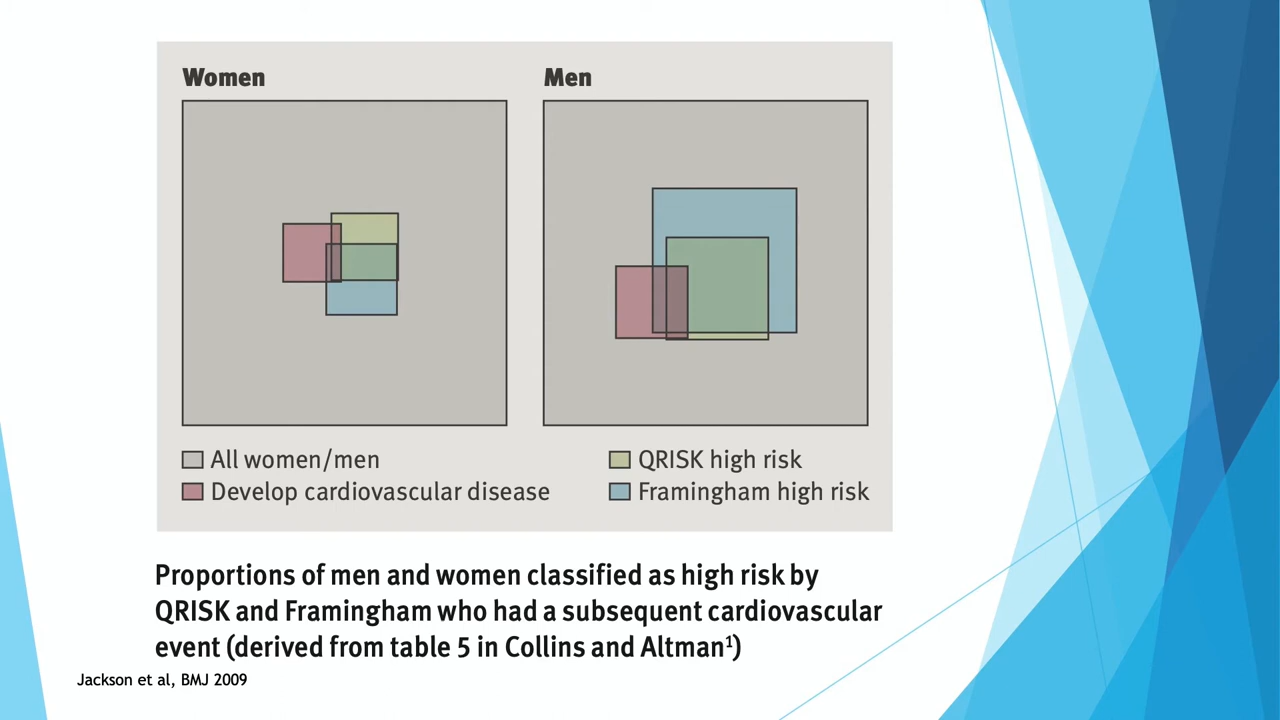 Women
Men
All women/men
QRISK high risk
Develop cardiovascular disease
Framingham high risk
Proportions of men and women classified as high risk by
QRISK and Framingham who had a subsequent cardiovascular
event (derived from table 5 in Collins and Altman¹)
Jackson et al, BMJ 2009